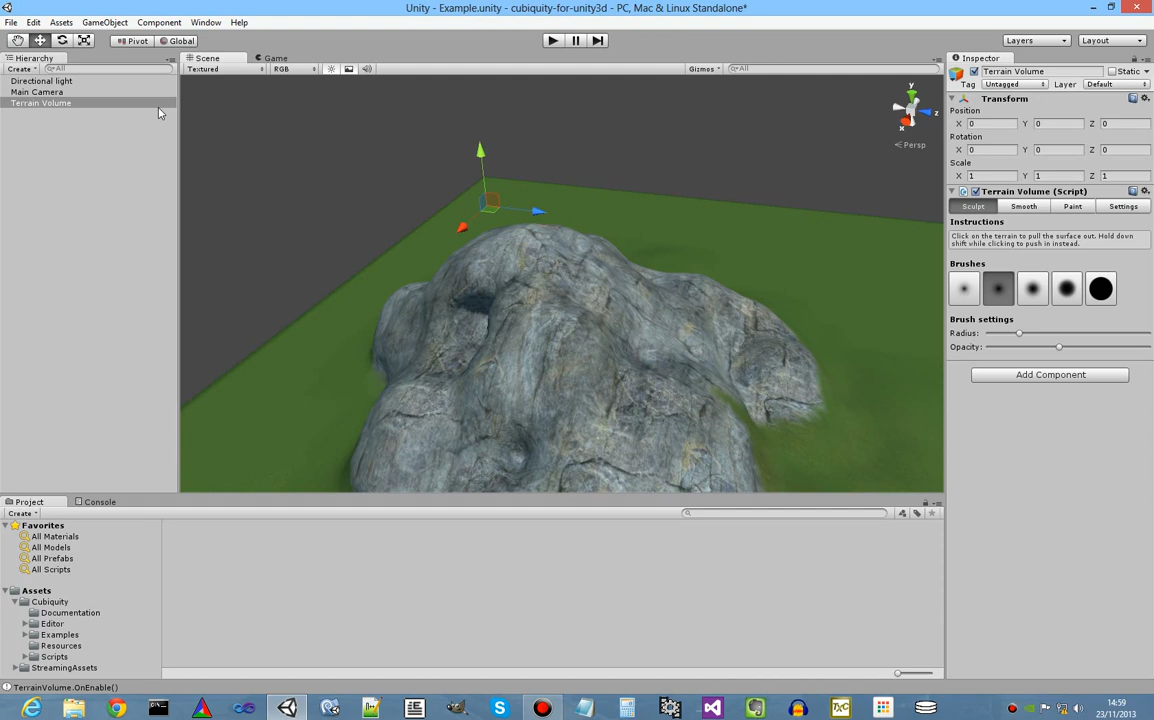 Unity - Example.unity - cubiquity-for-unity3d - PC, Mac & Linux Standalone*
File Edit Assets GameObject Component Window Help
Pivot Global Layers Layout
Hierarchy
Create All
Directional light
Main Camera
Terrain Volume
Scene Game
Textured RGB Gizmos All
y
z
x
Persp
Inspector
Terrain Volume Static
Tag Untagged Layer Default
Transform
Position
X 0 Y 0 Z 0
Rotation
X 0 Y 0 Z 0
Scale
X 1 Y 1 Z 1
Terrain Volume (Script)
Sculpt Smooth Paint Settings
Instructions
Click on the terrain to pull the surface out. Hold down
shift while clicking to push in instead.
Brushes
Brush settings
Radius:
Opacity:
Add Component
Project Console
Create
Favorites
All Materials
All Models
All Prefabs
All Scripts
Assets
Cubiquity
Documentation
Editor
Examples
Resources
Scripts
StreamingAssets
TerrainVolume.OnEnable()
TXC
14:59
23/11/2013